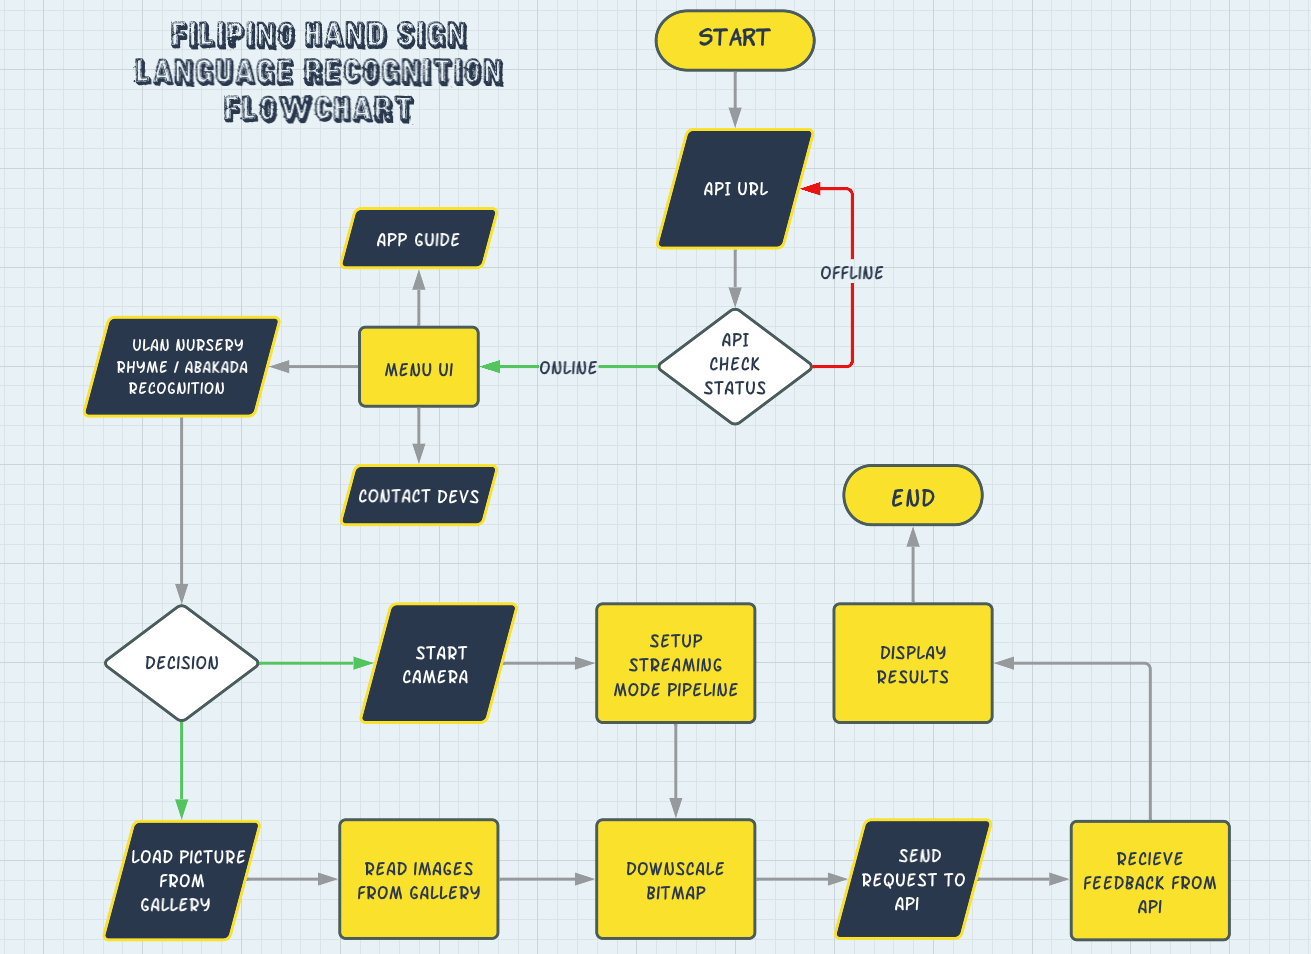 FILIPINO HAND SIGN
LANGUAGE RECOGNITION
FLOWCHART
START
API URL
OFFLINE
API
CHECK
STATUS
ONLINE
MENU UI
APP GUIDE
CONTACT DEVS
ULAN NURSERY
RHYME / ABAKADA
RECOGNITION
DECISION
START
CAMERA
SETUP
STREAMING
MODE PIPELINE
LOAD PICTURE
FROM
GALLERY
READ IMAGES
FROM GALLERY
DOWNSCALE
BITMAP
SEND
REQUEST TO
API
RECIEVE
FEEDBACK FROM
API
DISPLAY
RESULTS
END